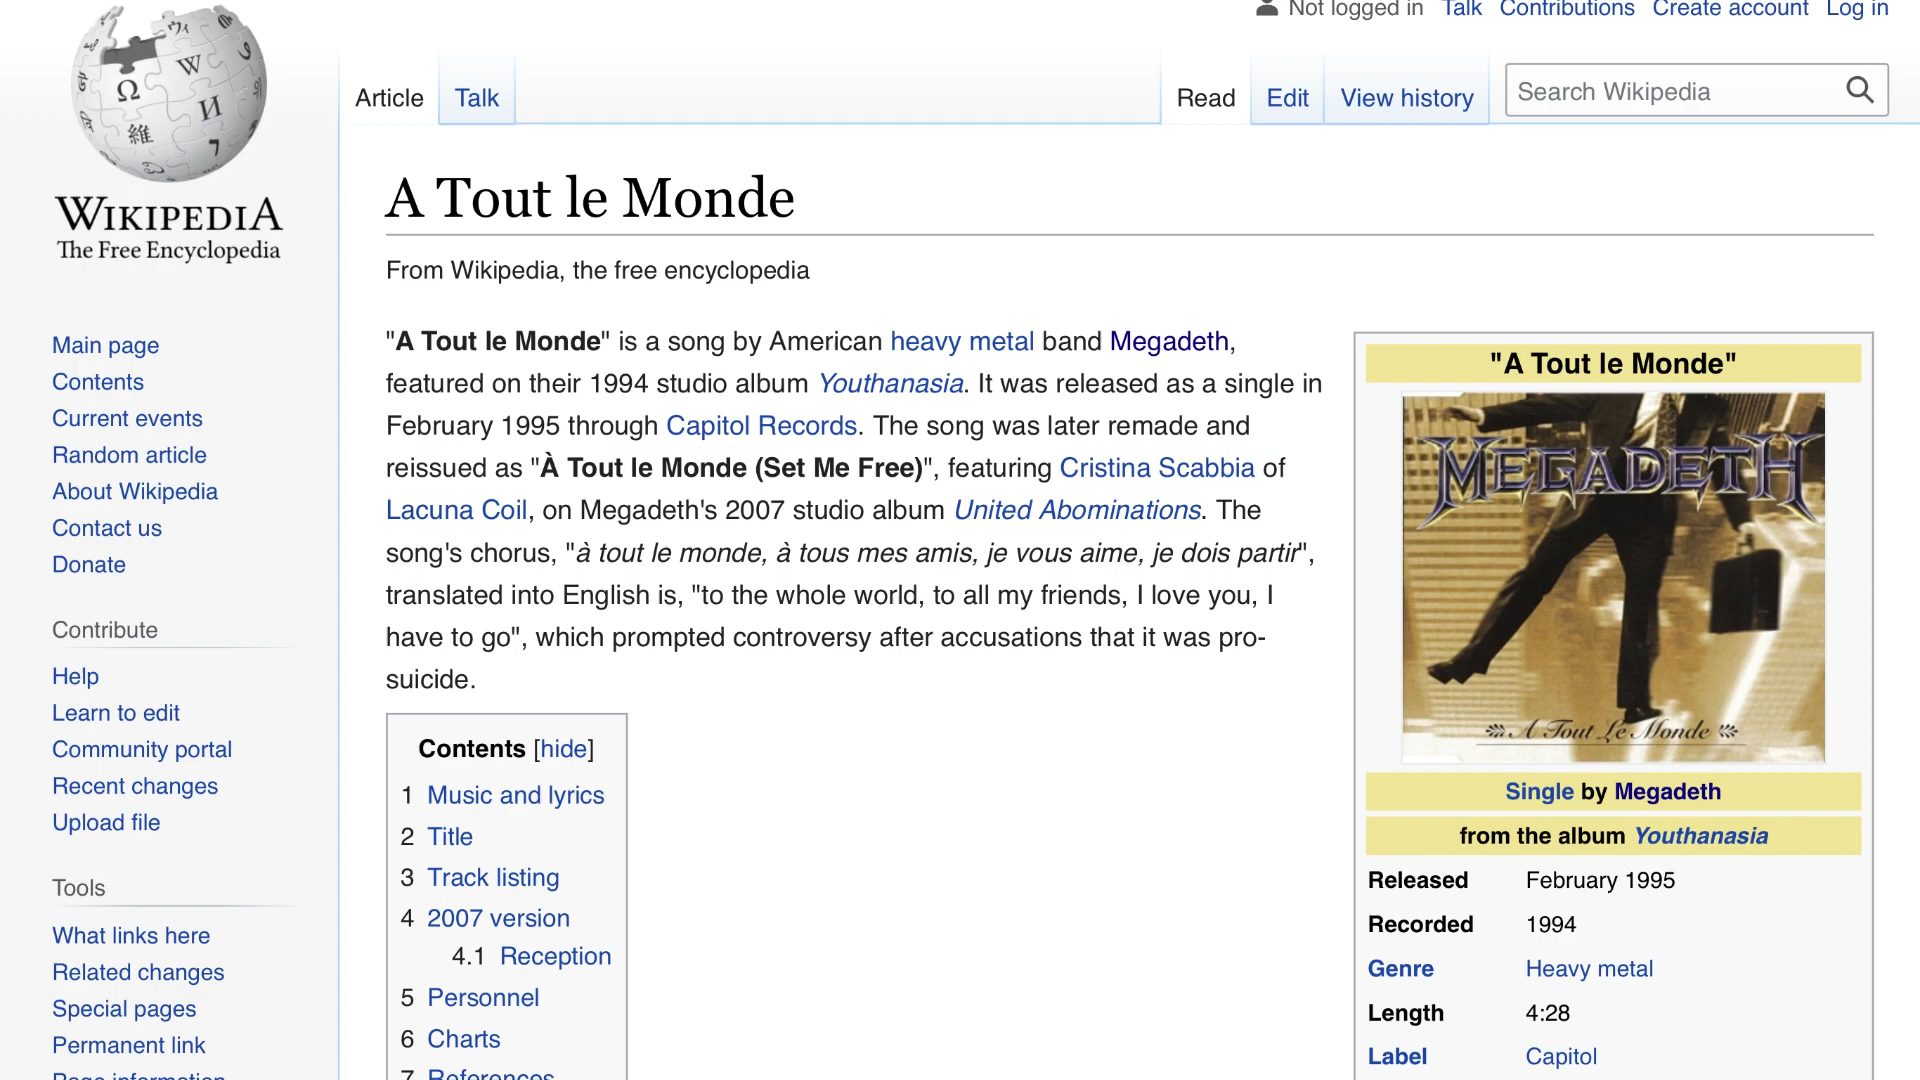 Not logged in Talk Contributions Create account Log in
Article Talk Read Edit View history Search Wikipedia
WIKIPEDIA
The Free Encyclopedia
Main page
Contents
Current events
Random article
About Wikipedia
Contact us
Donate
Contribute
Help
Learn to edit
Community portal
Recent changes
Upload file
Tools
What links here
Related changes
Special pages
Permanent link
Page information
A Tout le Monde
From Wikipedia, the free encyclopedia
"A Tout le Monde" is a song by American heavy metal band Megadeth,
featured on their 1994 studio album Youthanasia. It was released as a single in
February 1995 through Capitol Records. The song was later remade and
reissued as "À Tout le Monde (Set Me Free)", featuring Cristina Scabbia of
Lacuna Coil, on Megadeth's 2007 studio album United Abominations. The
song's chorus, "à tout le monde, à tous mes amis, je vous aime, je dois partir",
translated into English is, "to the whole world, to all my friends, I love you, I
have to go", which prompted controversy after accusations that it was pro-
suicide.
Contents [hide]
1 Music and lyrics
2 Title
3 Track listing
4 2007 version
4.1 Reception
5 Personnel
6 Charts
7 References
"A Tout le Monde"
MEGADETH
A Tout Le Monde
Single by Megadeth
from the album Youthanasia
Released February 1995
Recorded 1994
Genre Heavy metal
Length 4:28
Label Capitol